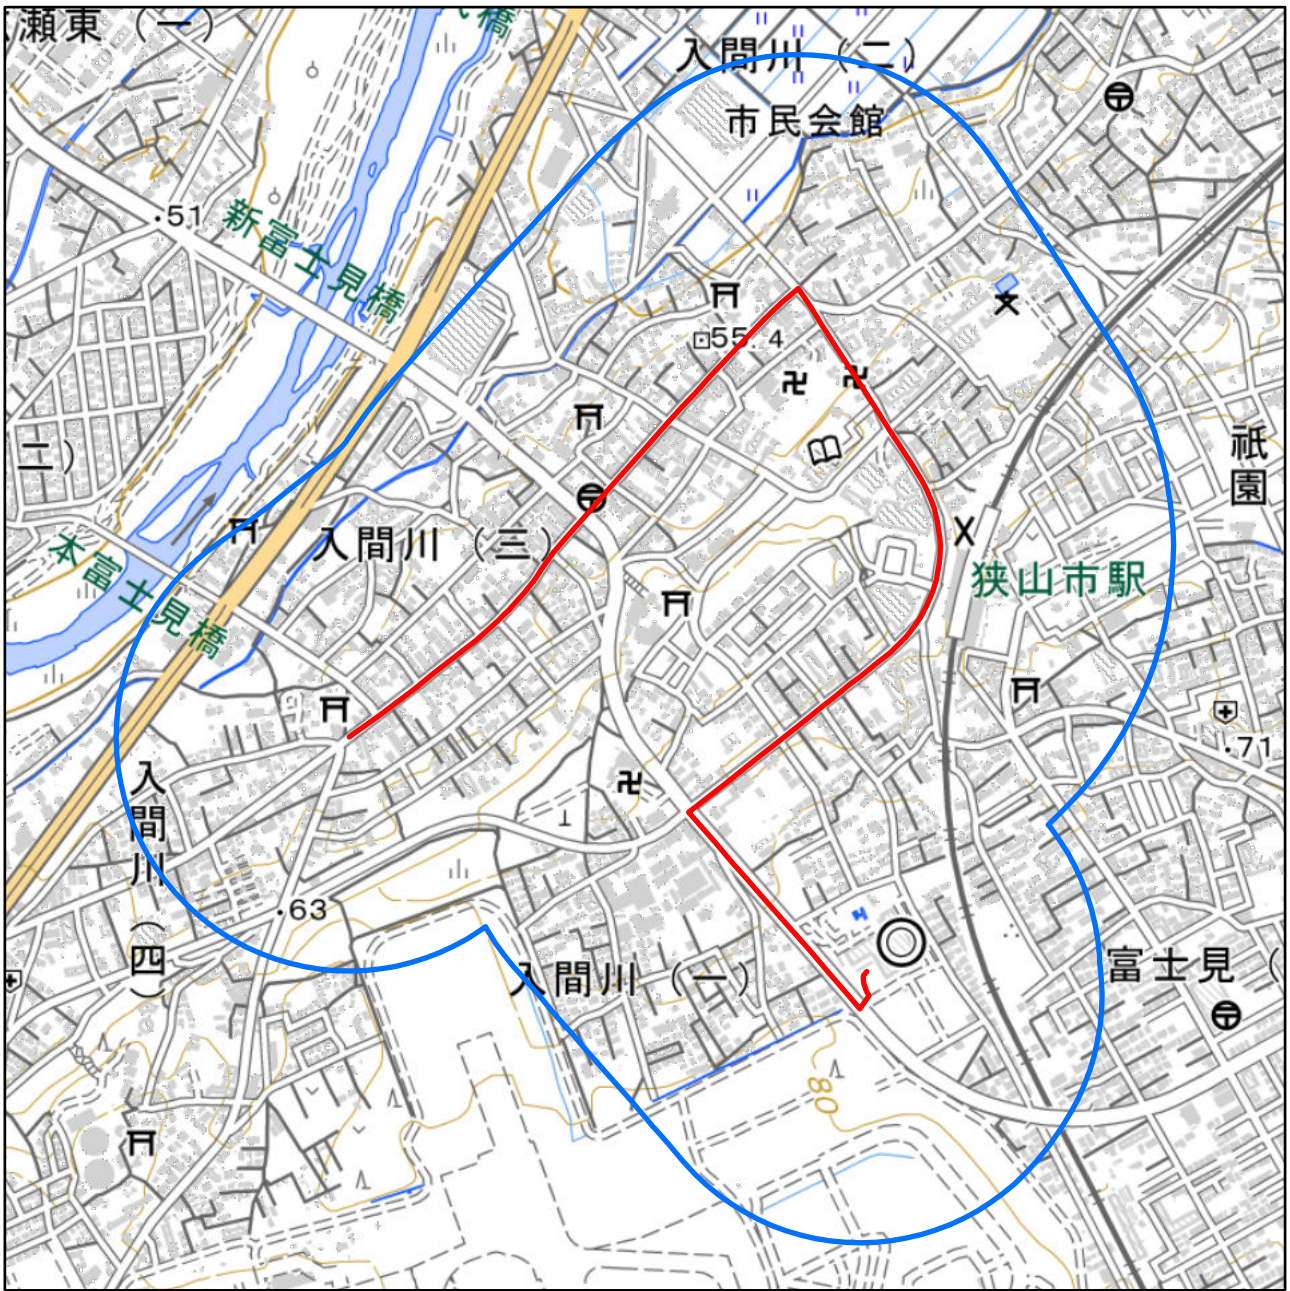 瀬東(一)
橋
入間川(二)
市民会館
・51
新富士見橋
55.4
二)
祇園
入間川(三)
本富士見橋
狭山市駅
・71
入間川(四)
・63
入間川(一)
富士見(
80